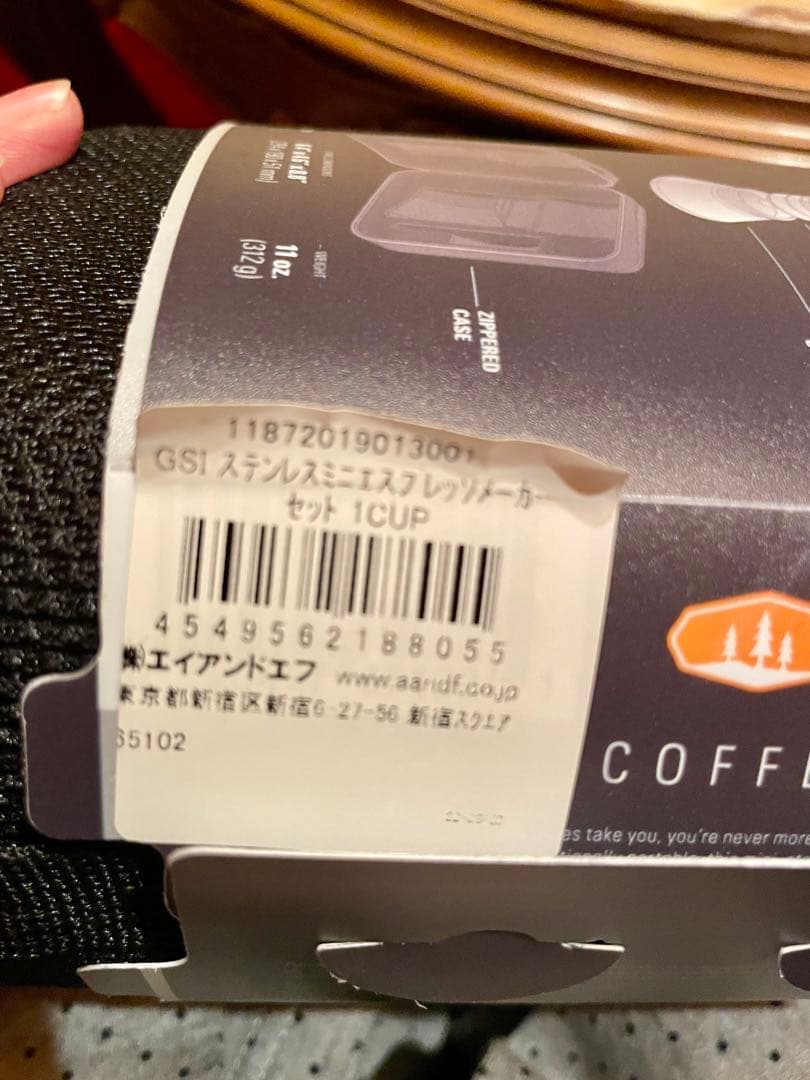 11 oz.
(312 g)
WEIGHT
ZIPPERED
CASE
11872019013001
GSI ステンレスミニエスプレッソメーカー
セット 1CUP
4549562188055
㈱エイアンドエフ www.aandf.co.jp
東京都新宿区新宿6-27-56 新宿スクエア
65102
COFFE
es take you, you're never more